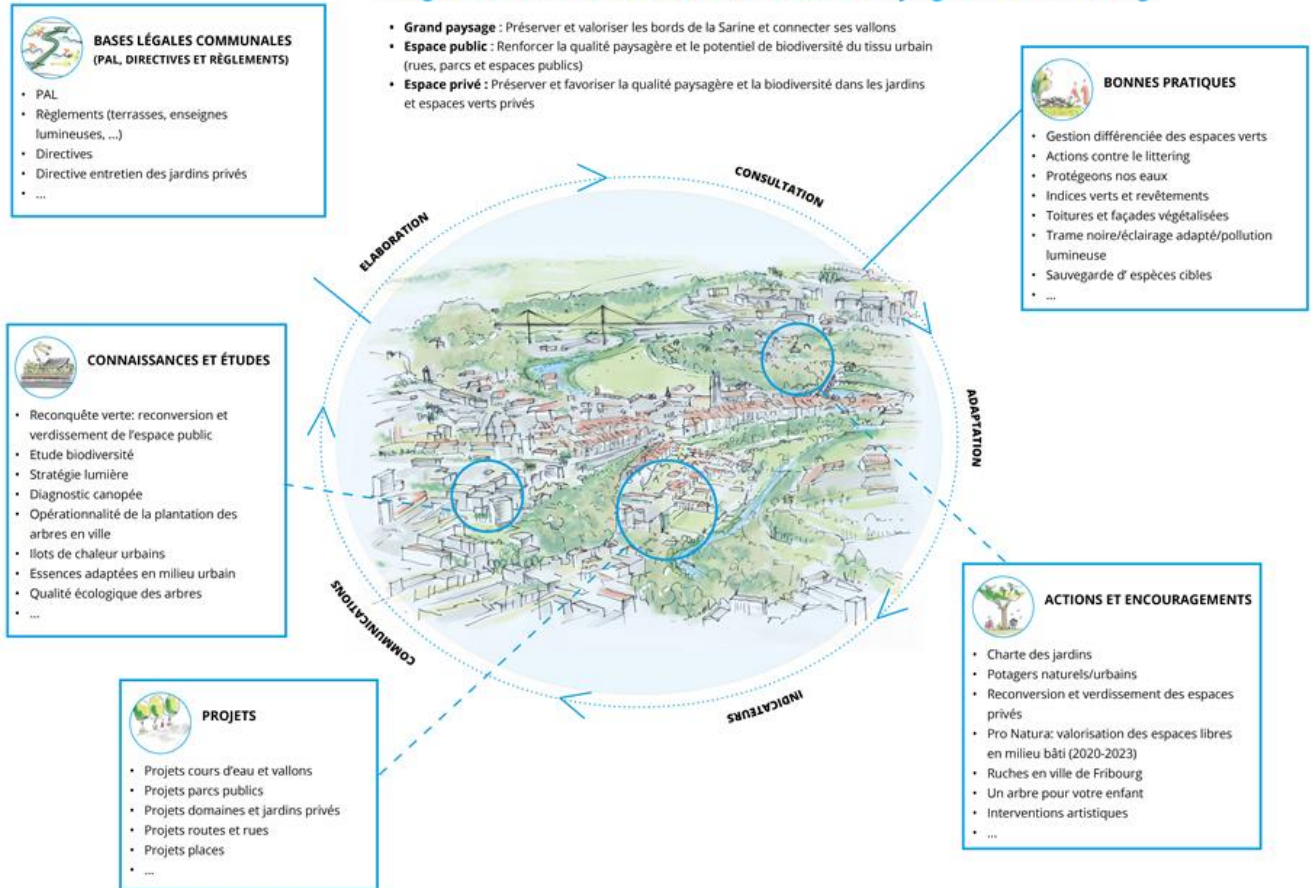 • Grand paysage : Préserver et valoriser les bords de la Sarine et connecter ses vallons
• Espace public : Renforcer la qualité paysagère et le potentiel de biodiversité du tissu urbain
(rues, parcs et espaces publics)
• Espace privé : Préserver et favoriser la qualité paysagère et la biodiversité dans les jardins
et espaces verts privés
BASES LÉGALES COMMUNALES
(PAL, DIRECTIVES ET RÈGLEMENTS)
• PAL
• Règlements (terrasses, enseignes
lumineuses, ...)
• Directives
• Directive entretien des jardins privés
• ...
BONNES PRATIQUES
• Gestion différenciée des espaces verts
• Actions contre le littering
• Protégeons nos eaux
• Indices verts et revêtements
• Toitures et façades végétalisées
• Trame noire/éclairage adapté/pollution
lumineuse
• Sauvegarde d' espèces cibles
• ...
ELABORATION
CONSULTATION
ADAPTATION
INDICATEURS
COMMUNICATIONS
CONNAISSANCES ET ÉTUDES
• Reconquête verte: reconversion et
verdissement de l'espace public
• Etude biodiversité
• Stratégie lumière
• Diagnostic canopée
• Opérationnalité de la plantation des
arbres en ville
• Ilots de chaleur urbains
• Essences adaptées en milieu urbain
• Qualité écologique des arbres
• ...
ACTIONS ET ENCOURAGEMENTS
• Charte des jardins
• Potagers naturels/urbains
• Reconversion et verdissement des espaces
privés
• Pro Natura: valorisation des espaces libres
en milieu bâti (2020-2023)
• Ruches en ville de Fribourg
• Un arbre pour votre enfant
• Interventions artistiques
• ...
PROJETS
• Projets cours d'eau et vallons
• Projets parcs publics
• Projets domaines et jardins privés
• Projets routes et rues
• Projets places
• ...